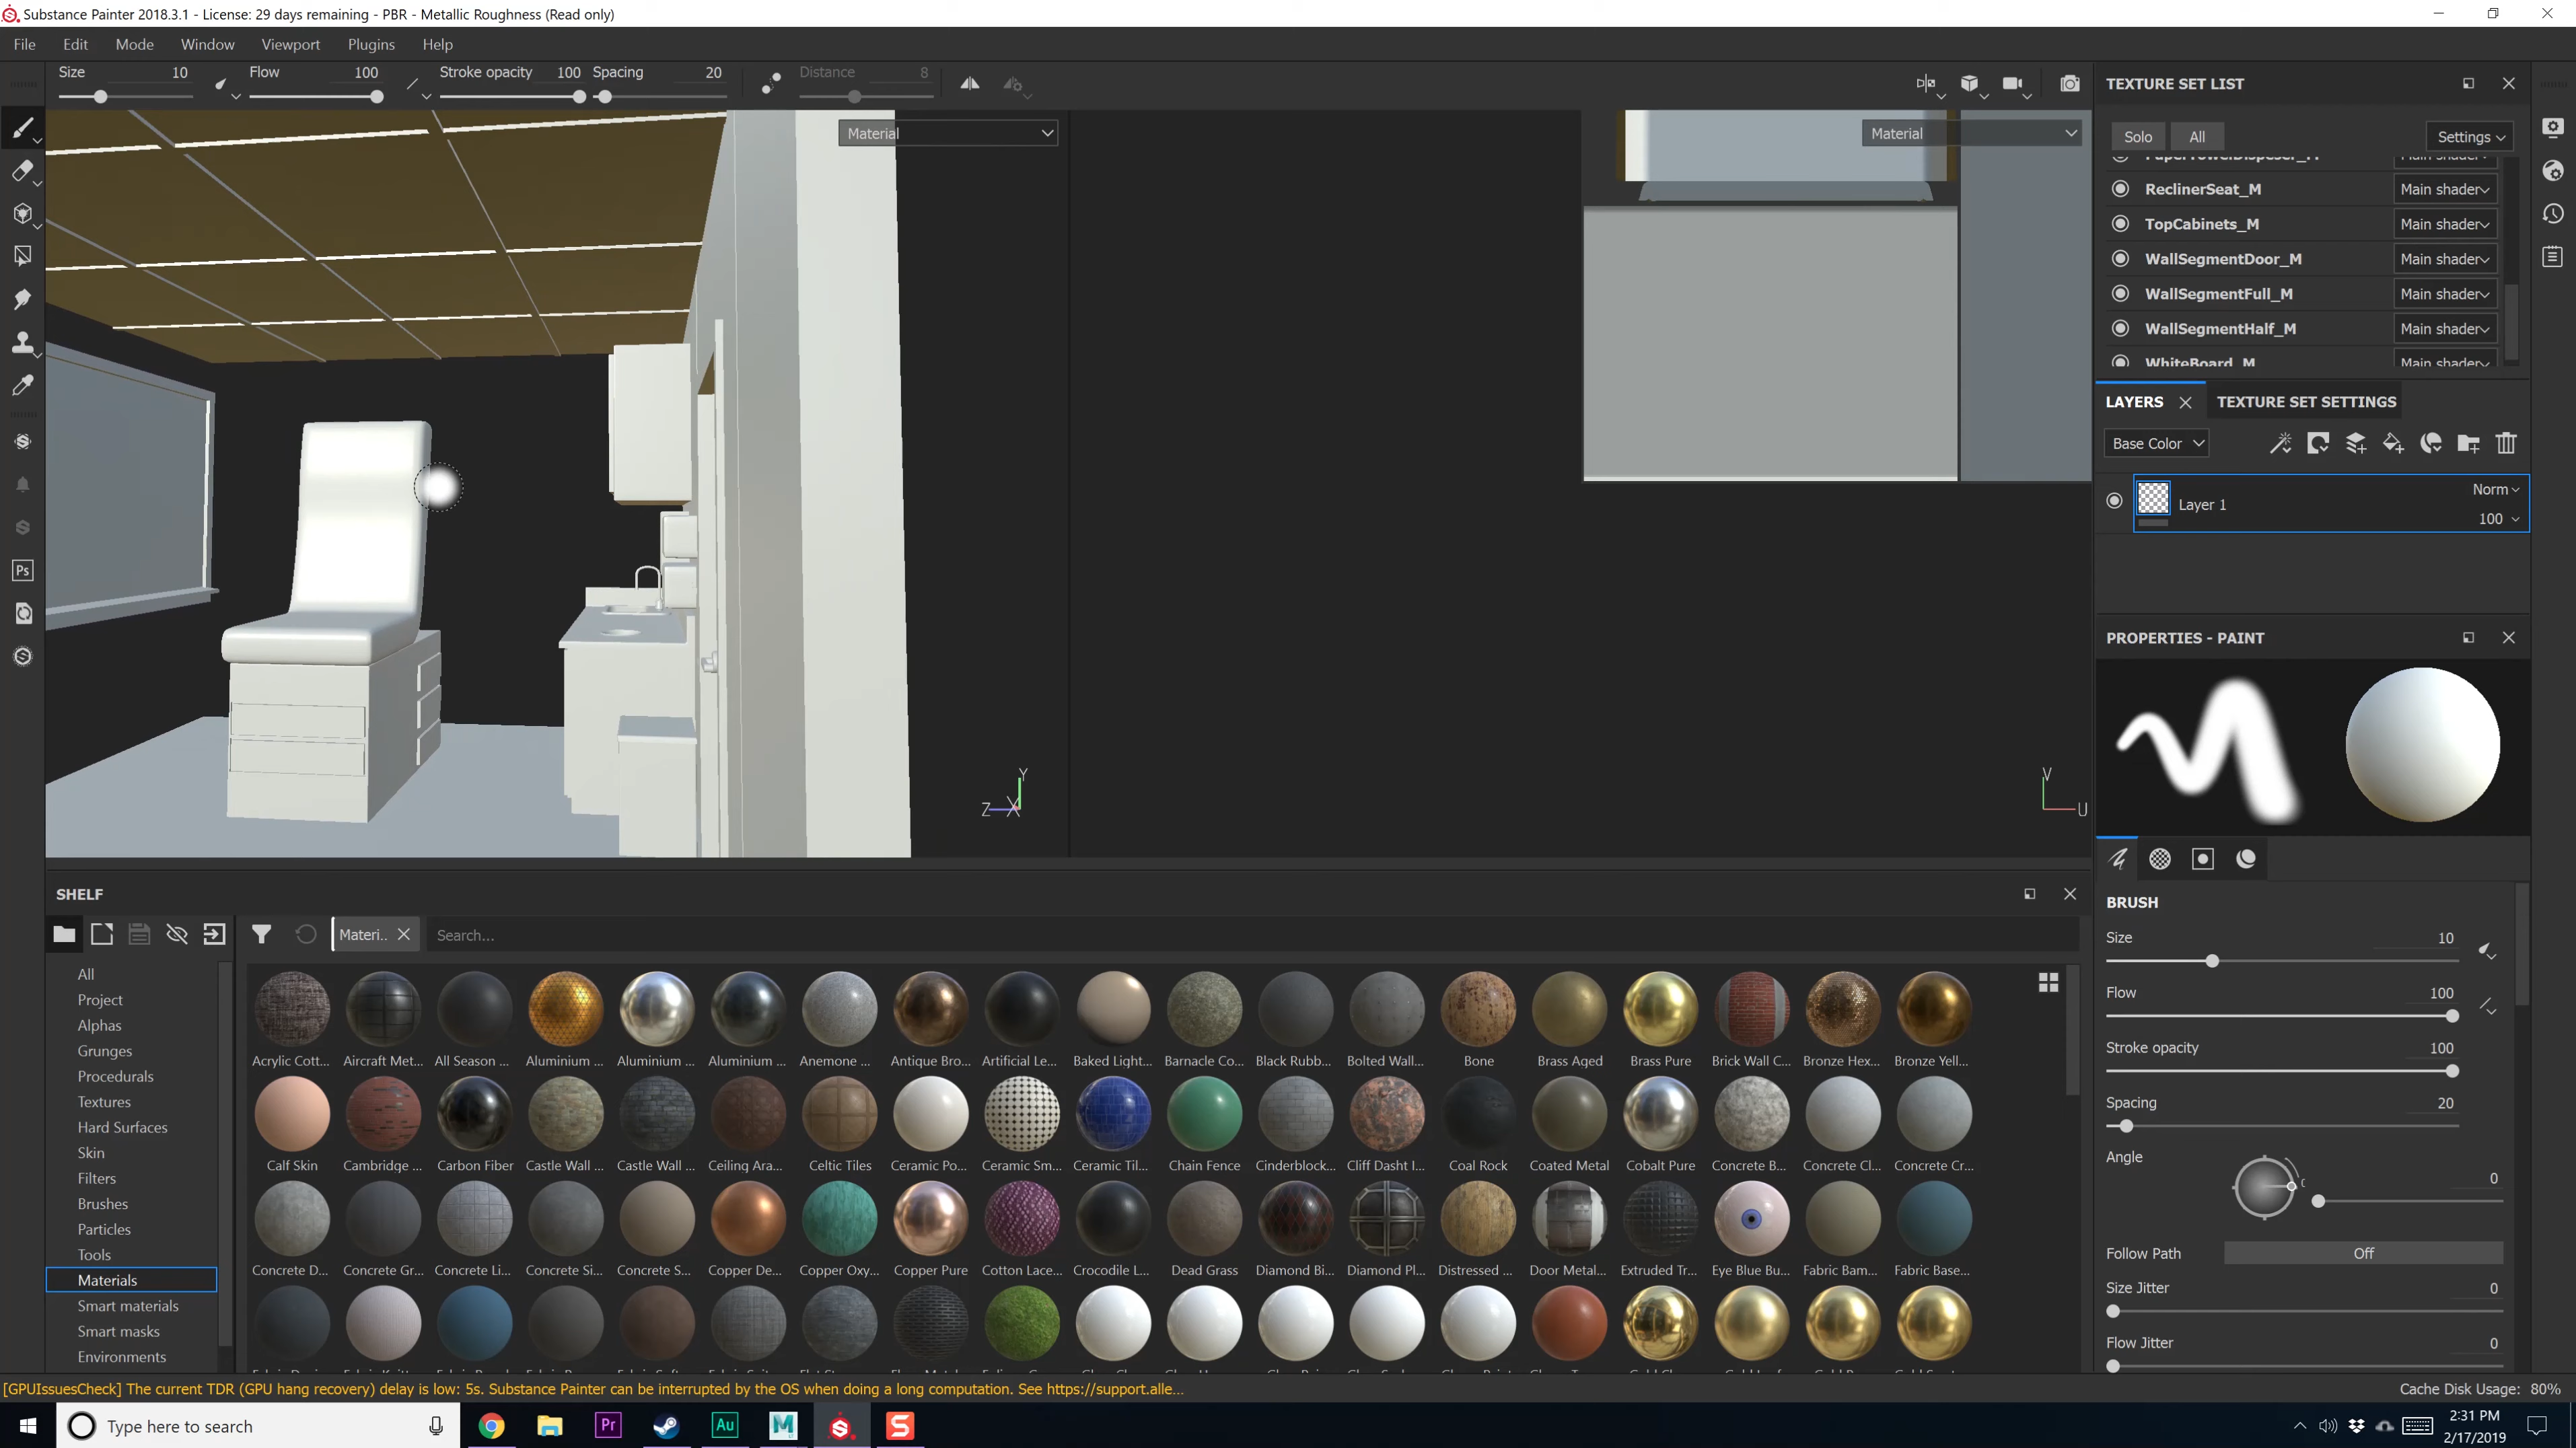 Substance Painter 2018.3.1 - License: 29 days remaining - PBR - Metallic Roughness (Read only)
File Edit Mode Window Viewport Plugins Help
Size 10 Flow 100 Stroke opacity 100 Spacing 20 Distance 8
Material
Material
Z X Y
V U
TEXTURE SET LIST
Solo All Settings
Main shader
ReclinerSeat_M Main shader
TopCabinets_M Main shader
WallSegmentDoor_M Main shader
WallSegmentFull_M Main shader
WallSegmentHalf_M Main shader
WhiteBoard_M Main shader
LAYERS TEXTURE SET SETTINGS
Base Color
Layer 1 Norm
100
PROPERTIES - PAINT
BRUSH
Size 10
Flow 100
Stroke opacity 100
Spacing 20
Angle 0
Follow Path Off
Size Jitter 0
Flow Jitter 0
Ps
SHELF
Materi.. Search...
All
Project
Alphas
Grunges
Procedurals
Textures
Hard Surfaces
Skin
Filters
Brushes
Particles
Tools
Materials
Smart materials
Smart masks
Environments
Acrylic Cott... Aircraft Met... All Season ... Aluminium ... Aluminium ... Aluminium ... Anemone ... Antique Bro... Artificial Le... Baked Light... Barnacle Co... Black Rubb... Bolted Wall... Bone Brass Aged Brass Pure Brick Wall C... Bronze Hex... Bronze Yell...
Calf Skin Cambridge ... Carbon Fiber Castle Wall ... Castle Wall ... Ceiling Ara... Celtic Tiles Ceramic Po... Ceramic Sm... Ceramic Til... Chain Fence Cinderblock... Cliff Dasht I... Coal Rock Coated Metal Cobalt Pure Concrete B... Concrete Cl... Concrete Cr...
Concrete D... Concrete Gr... Concrete Li... Concrete Si... Concrete S... Copper De... Copper Oxy... Copper Pure Cotton Lace... Crocodile L... Dead Grass Diamond Bi... Diamond Pl... Distressed ... Door Metal... Extruded Tr... Eye Blue Bu... Fabric Bam... Fabric Base...
[GPUIssuesCheck] The current TDR (GPU hang recovery) delay is low: 5s. Substance Painter can be interrupted by the OS when doing a long computation. See https://support.alle...
Cache Disk Usage: 80%
Type here to search
Pr Au M S
2:31 PM
2/17/2019